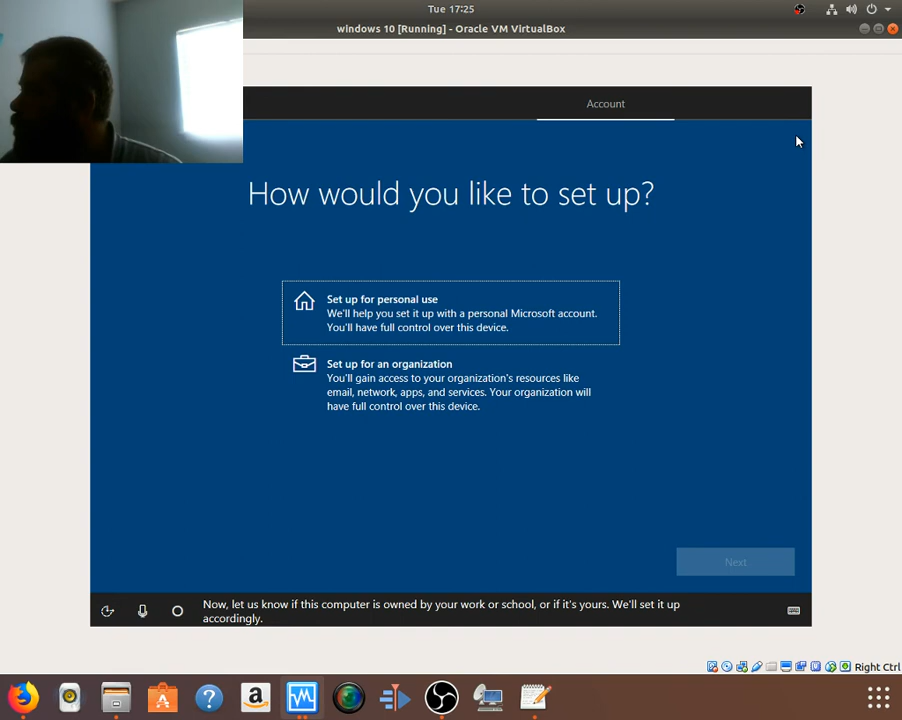 Tue 17:25
windows 10 [Running] - Oracle VM VirtualBox
Account
How would you like to set up?
Set up for personal use
We'll help you set it up with a personal Microsoft account.
You'll have full control over this device.
Set up for an organization
You'll gain access to your organization's resources like
email, network, apps, and services. Your organization will
have full control over this device.
Next
Now, let us know if this computer is owned by your work or school, or if it's yours. We'll set it up
accordingly.
Right Ctrl